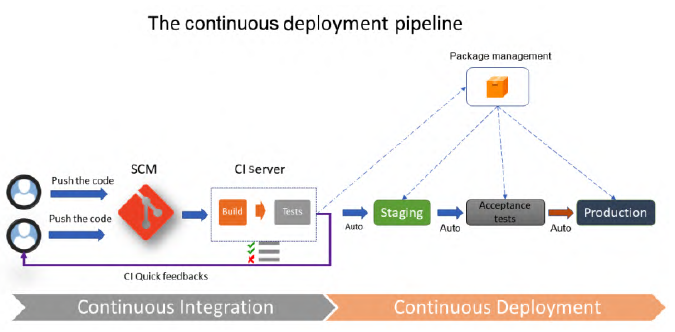 The continuous deployment pipeline
Package management
SCM
CI server
Push the code
Push the code
Build
Tests
Auto
Staging
Auto
Acceptance
tests
Auto
Production
CI Quick feedbacks
Continuous Integration
Continuous Deployment